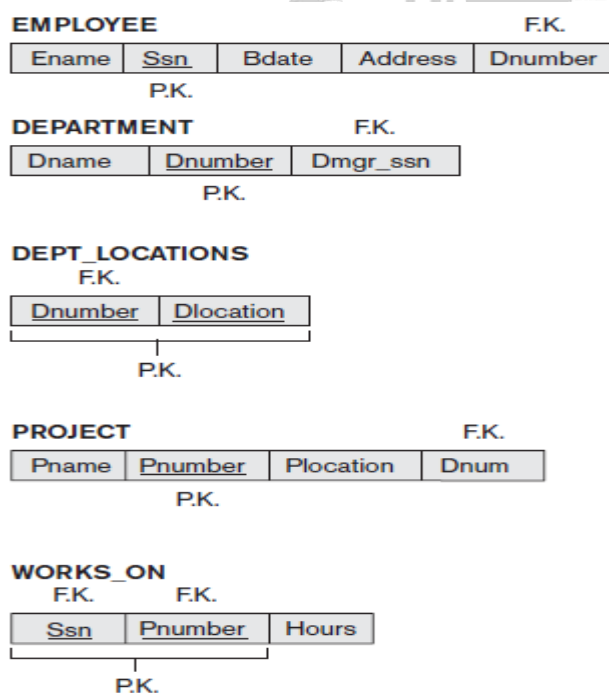 EMPLOYEE F.K.
Ename Ssn Bdate Address Dnumber
P.K.
DEPARTMENT F.K.
Dname Dnumber Dmgr_ssn
P.K.
DEPT_LOCATIONS
F.K.
Dnumber Dlocation
P.K.
PROJECT F.K.
Pname Pnumber Plocation Dnum
P.K.
WORKS_ON
F.K. F.K.
Ssn Pnumber Hours
P.K.